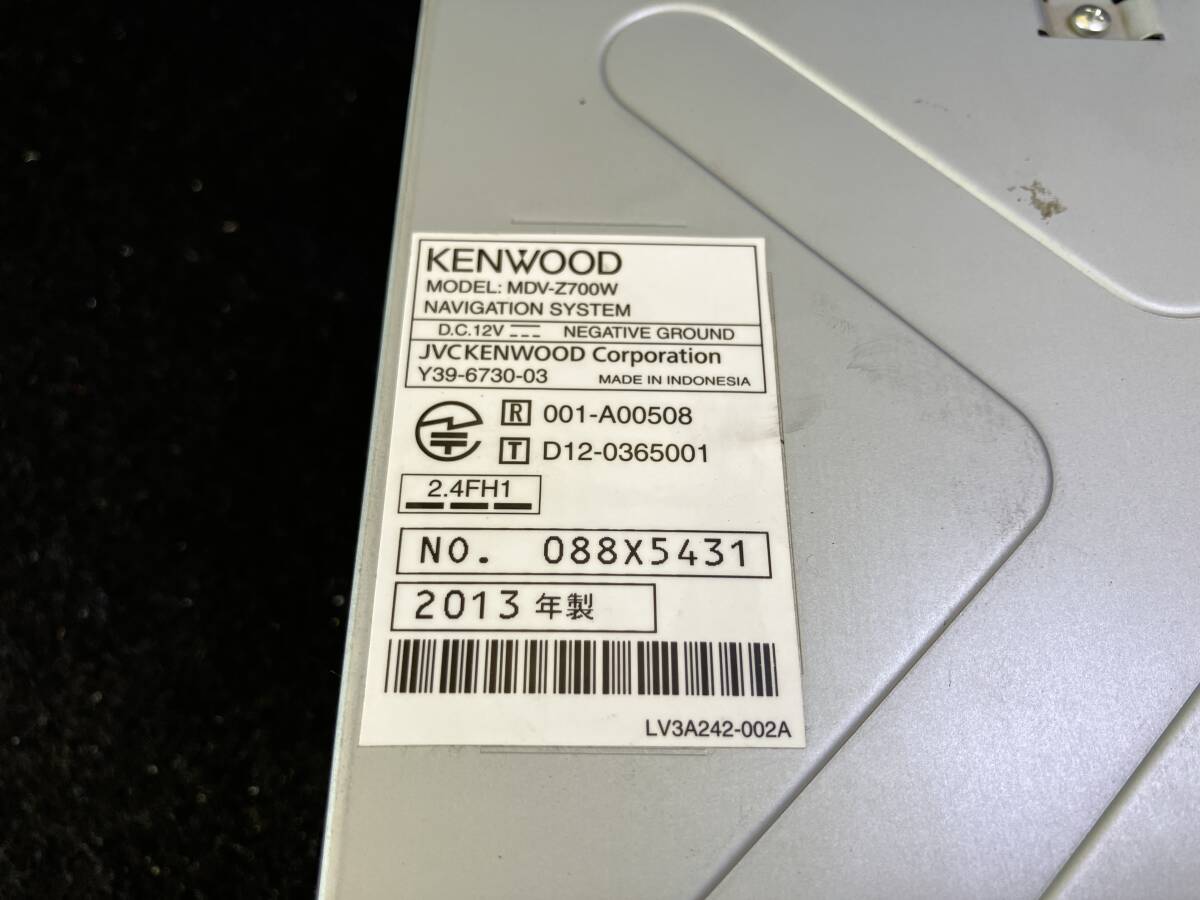 KENWOOD
MODEL: MDV-Z700W
NAVIGATION SYSTEM
D.C.12V NEGATIVE GROUND
JVCKENWOOD Corporation
Y39-6730-03 MADE IN INDONESIA
R 001-A00508
T D12-0365001
2.4FH1
NO. 088X5431
2013 年製
LV3A242-002A